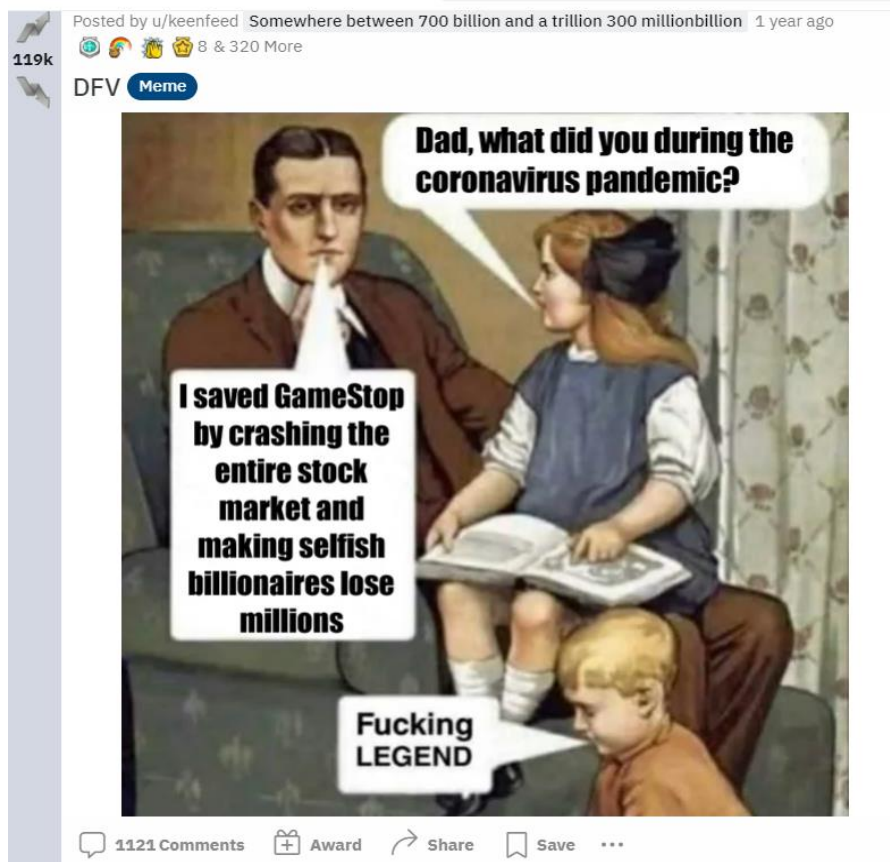 Posted by u/keenfeed Somewhere between 700 billion and a trillion 300 millionbillion 1 year ago
8 & 320 More
119k
DFV Meme
Dad, what did you during the
coronavirus pandemic?
I saved GameStop
by crashing the
entire stock
market and
making selfish
billionaires lose
millions
Fucking
LEGEND
1121 Comments Award Share Save ...